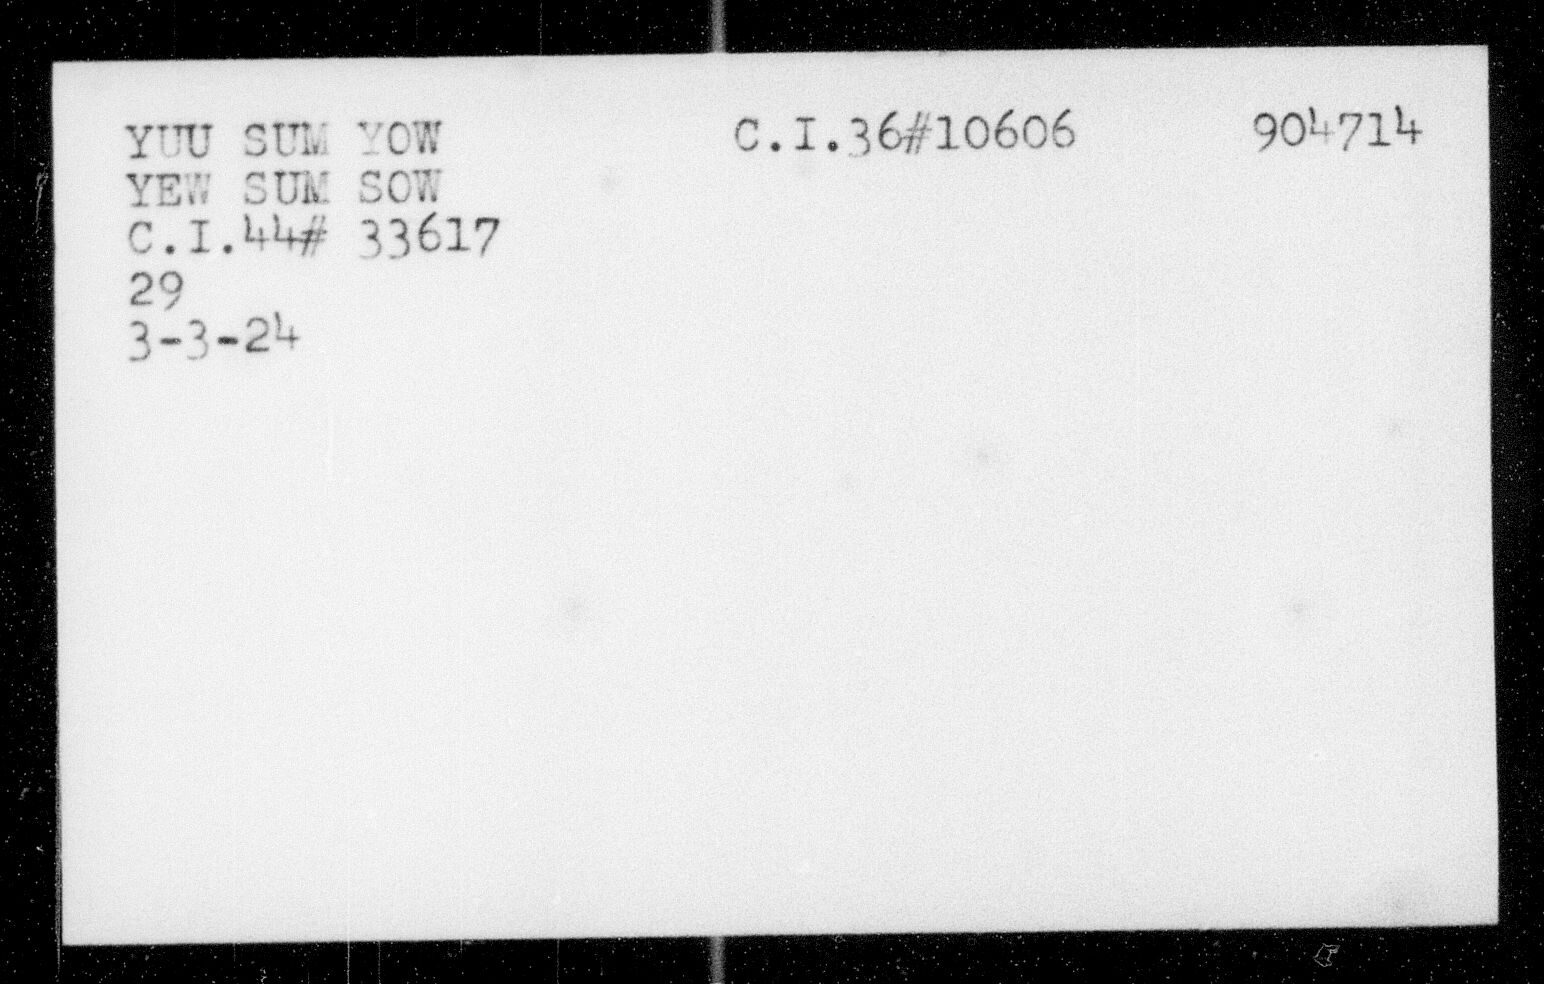 YUU SUM YOW C.I.36#10606 904714
YEW SUM SOW
C.I.44# 33617
29
3-3-24